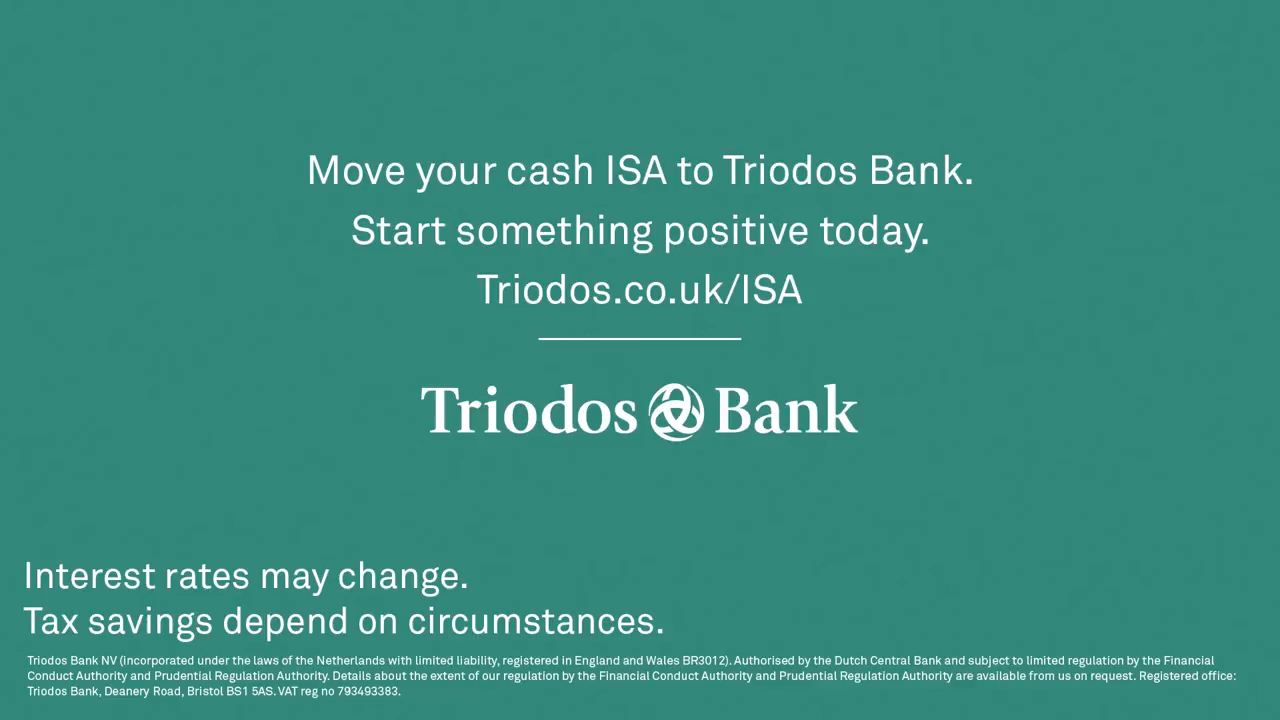 Move your cash ISA to Triodos Bank.
Start something positive today.
Triodos.co.uk/ISA
Triodos Bank
Interest rates may change.
Tax savings depend on circumstances.
Triodos Bank NV (incorporated under the laws of the Netherlands with limited liability, registered in England and Wales BR3012). Authorised by the Dutch Central Bank and subject to limited regulation by the Financial
Conduct Authority and Prudential Regulation Authority. Details about the extent of our regulation by the Financial Conduct Authority and Prudential Regulation Authority are available from us on request. Registered office:
Triodos Bank, Deanery Road, Bristol BS1 5AS. VAT reg no 793493383.